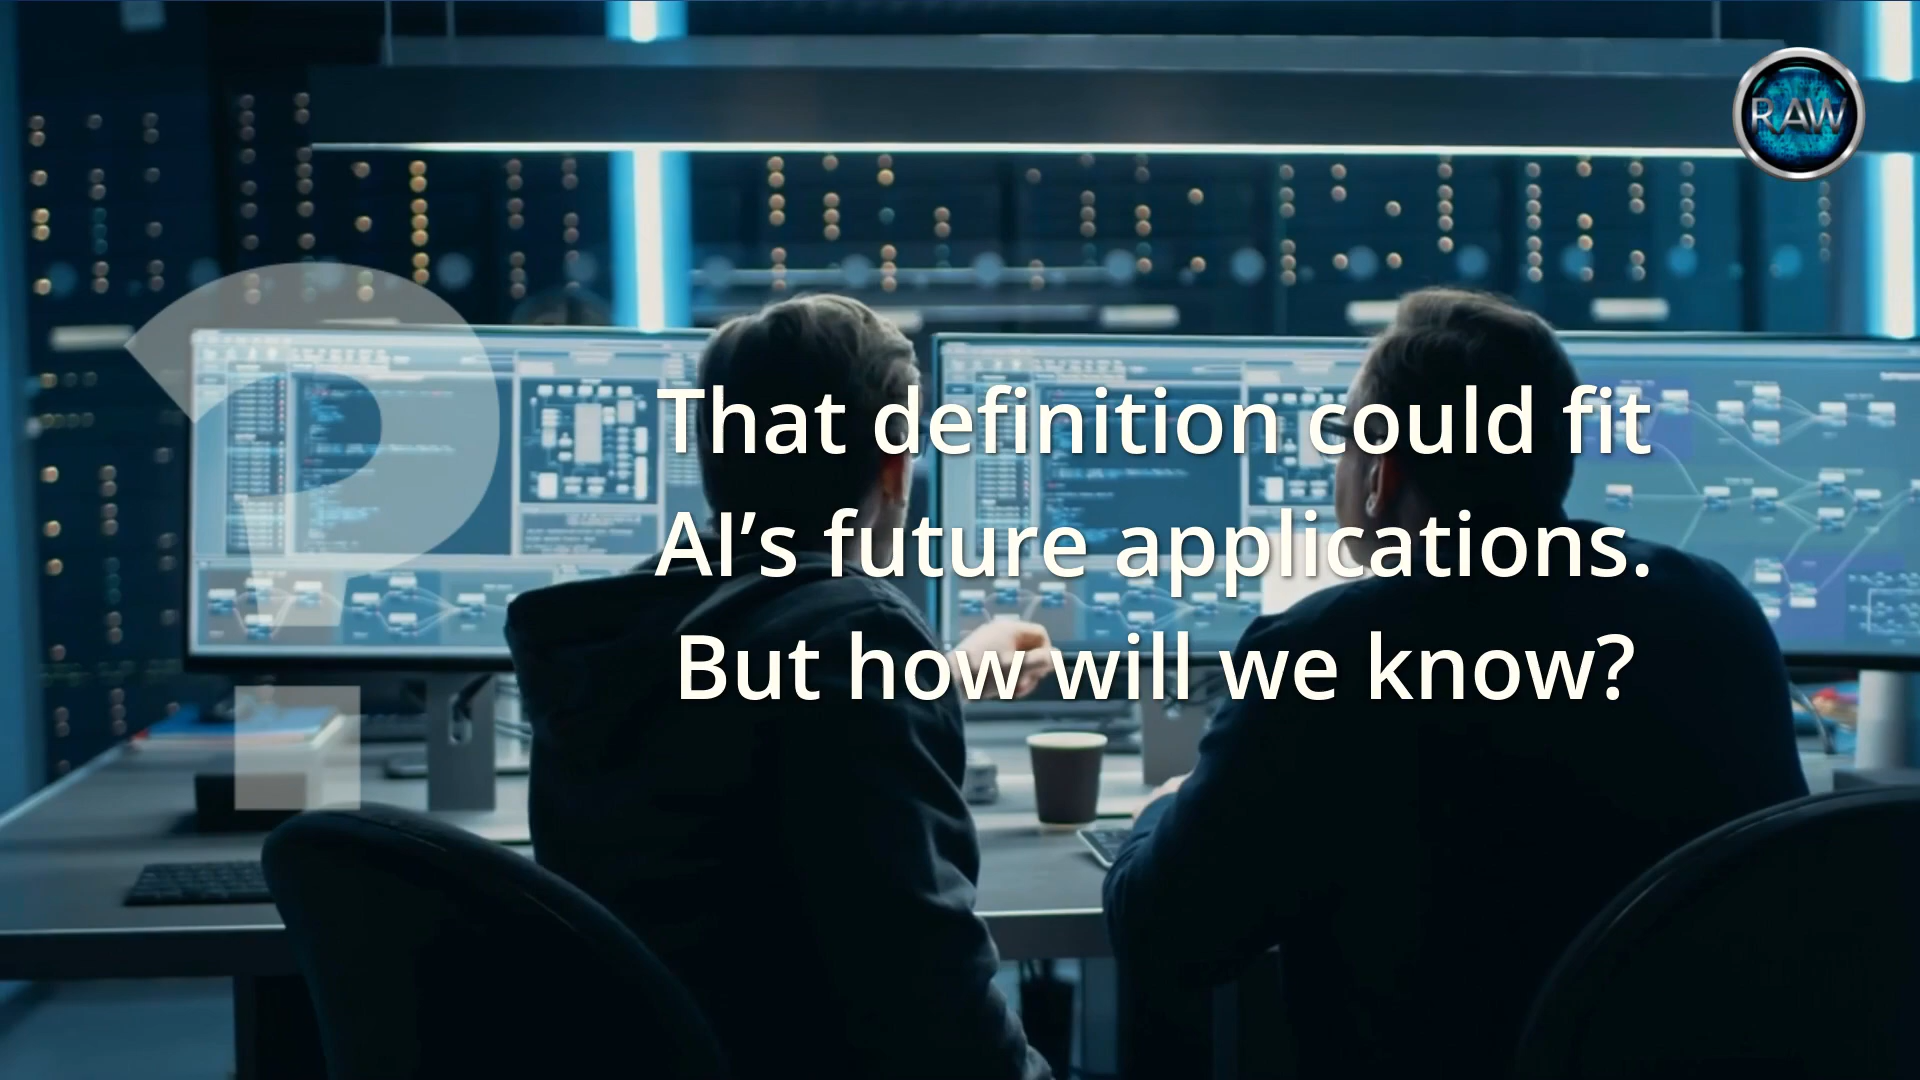 RAW
That definition could fit
AI’s future applications.
But how will we know?